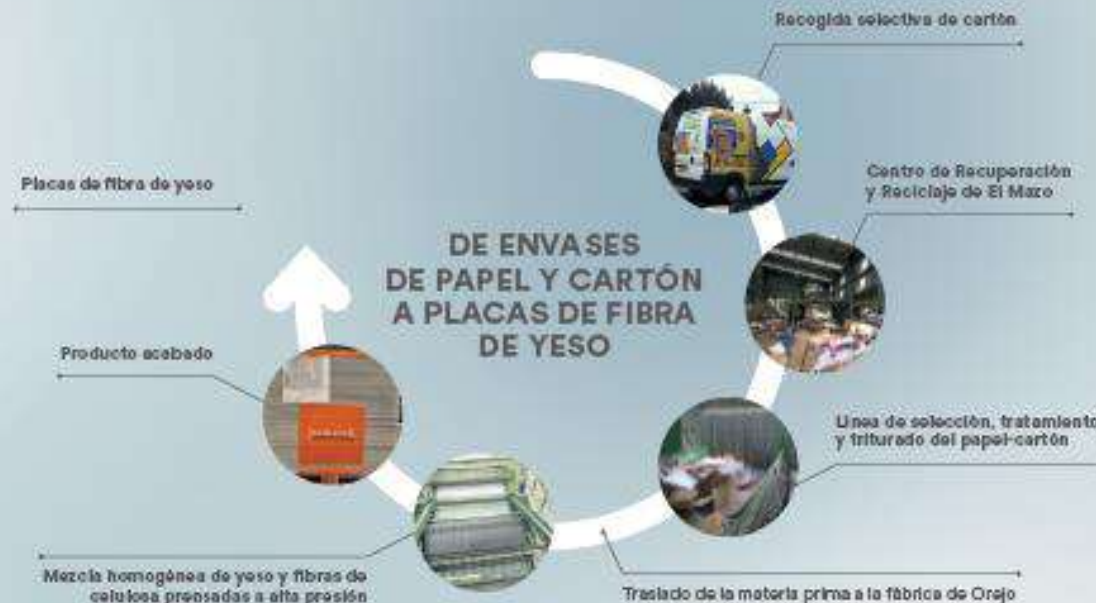 Recogida selectiva de cartón
Centro de Recuperación
y Reciclaje de El Mazo
Placas de fibra de yeso
DE ENVASES
DE PAPEL Y CARTÓN
A PLACAS DE FIBRA
DE YESO
Producto acabado
Línea de selección, tratamiento
y triturado del papel-cartón
Mezcla homogénea de yeso y fibras de
celulosa prensadas a alta presión
Traslado de la materia prima a la fábrica de Orejo